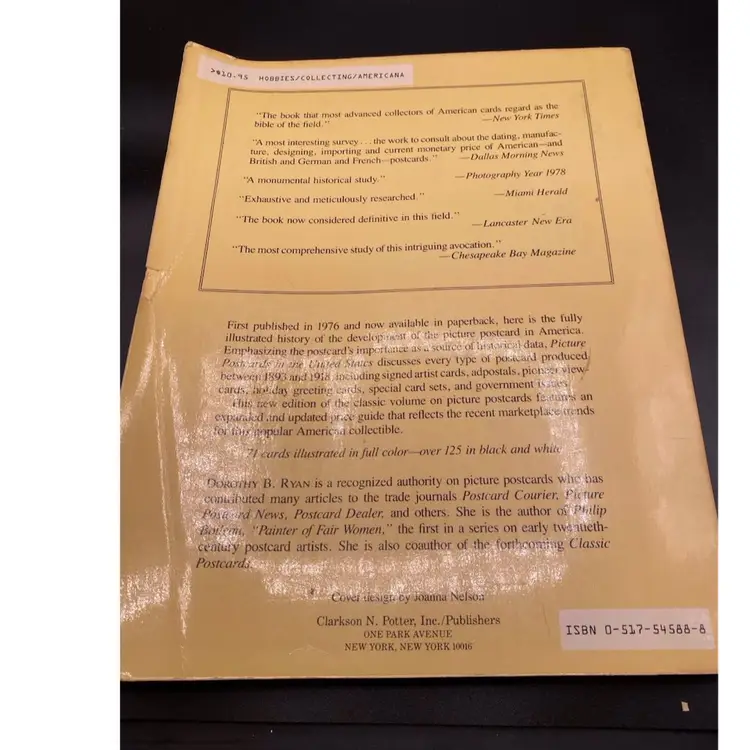 >$10.95 HOBBIES/COLLECTING/AMERICANA
"The book that most advanced collectors of American cards regard as the
bible of the field." —New York Times
"A most interesting survey . . . the work to consult about the dating, manufac-
ture, designing, importing and current monetary price of American—and
British and German and French—postcards." —Dallas Morning News
"A monumental historical study." —Photography Year 1978
"Exhaustive and meticulously researched." —Miami Herald
"The book now considered definitive in this field." —Lancaster New Era
"The most comprehensive study of this intriguing avocation."
—Chesapeake Bay Magazine
First published in 1976 and now available in paperback, here is the fully
illustrated history of the development of the picture postcard in America.
Emphasizing the postcard's importance as a source of historical data, Picture
Postcards in the United States discusses every type of postcard produced
between 1893 and 1918, including signed artist cards, adpostals, pioneer view-
cards, holiday greeting cards, special card sets, and government issues.
This new edition of the classic volume on picture postcards features an
expanded and updated price guide that reflects the recent marketplace trends
for this popular American collectible.
71 cards illustrated in full color—over 125 in black and white
DOROTHY B. RYAN is a recognized authority on picture postcards who has
contributed many articles to the trade journals Postcard Courier, Picture
Postcard News, Postcard Dealer, and others. She is the author of Philip
Boileau, "Painter of Fair Women," the first in a series on early twentieth-
century postcard artists. She is also coauthor of the forthcoming Classic
Postcards.
Cover design by Joanna Nelson
Clarkson N. Potter, Inc./Publishers
ONE PARK AVENUE
NEW YORK, NEW YORK 10016
ISBN 0-517-54588-8